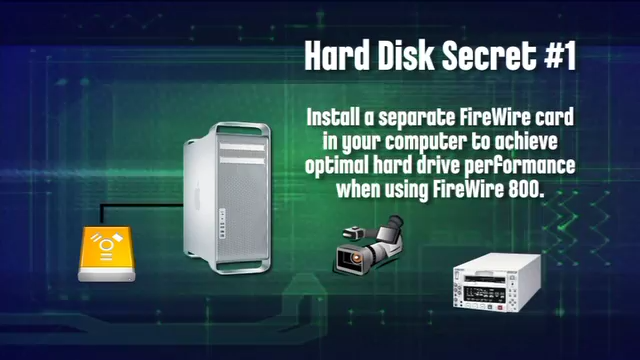 Hard Disk Secret #1
Install a separate FireWire card
in your computer to achieve
optimal hard drive performance
when using FireWire 800.